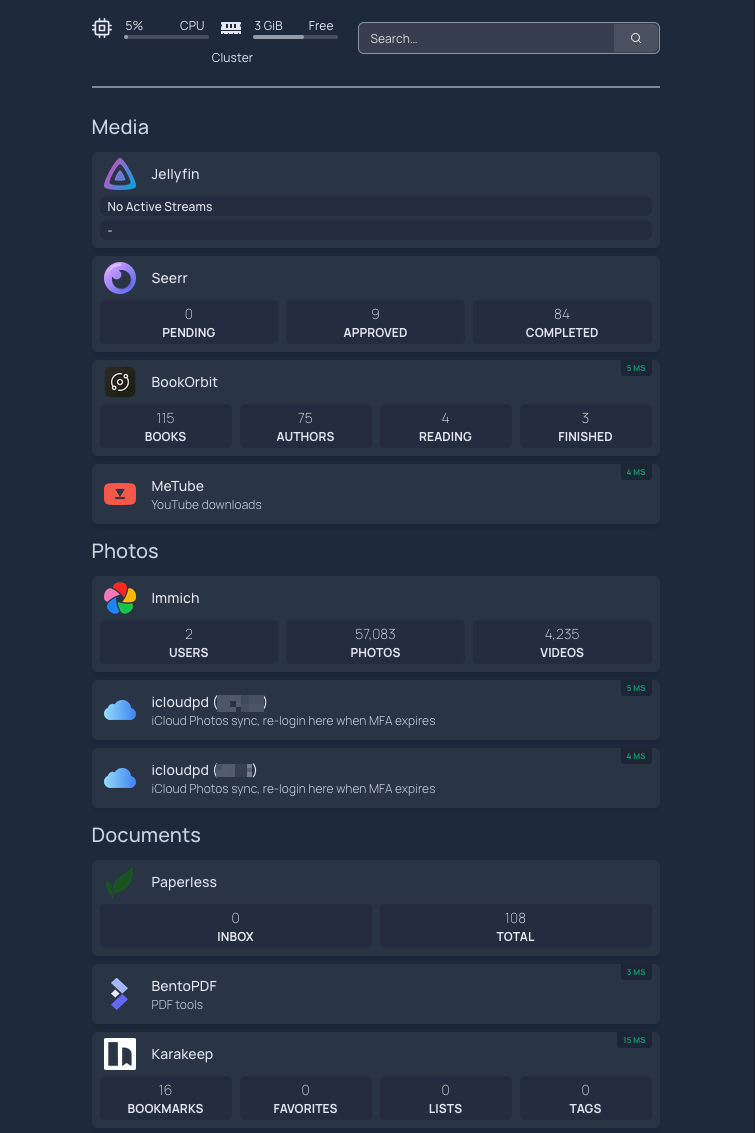 5% CPU 3 GiB Free
Cluster
Search...
Media
Jellyfin
No Active Streams
-
Seerr
0 9 84
PENDING APPROVED COMPLETED
BookOrbit
5 MS
115 75 4 3
BOOKS AUTHORS READING FINISHED
MeTube
4 MS
YouTube downloads
Photos
Immich
2 57,083 4,235
USERS PHOTOS VIDEOS
icloudpd ( )
5 MS
iCloud Photos sync, re-login here when MFA expires
icloudpd ( )
4 MS
iCloud Photos sync, re-login here when MFA expires
Documents
Paperless
0 108
INBOX TOTAL
BentoPDF
3 MS
PDF tools
Karakeep
15 MS
16 0 0 0
BOOKMARKS FAVORITES LISTS TAGS